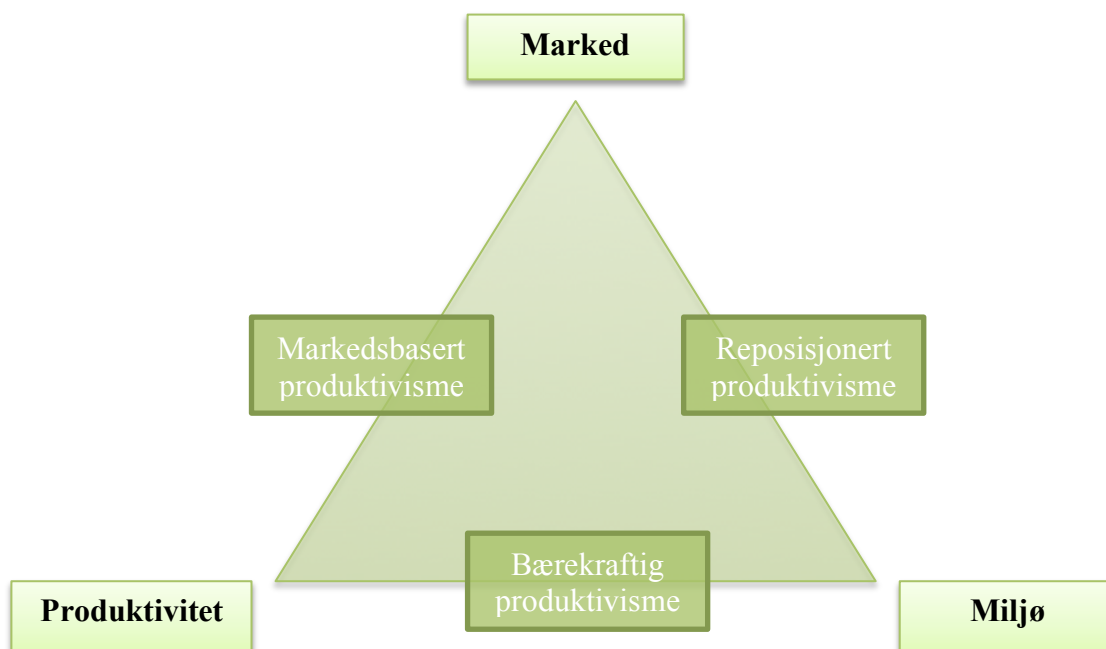 Marked
Markedsbasert
produktivisme
Reposisjonert
produktivisme
Bærekraftig
produktivisme
Produktivitet
Miljø